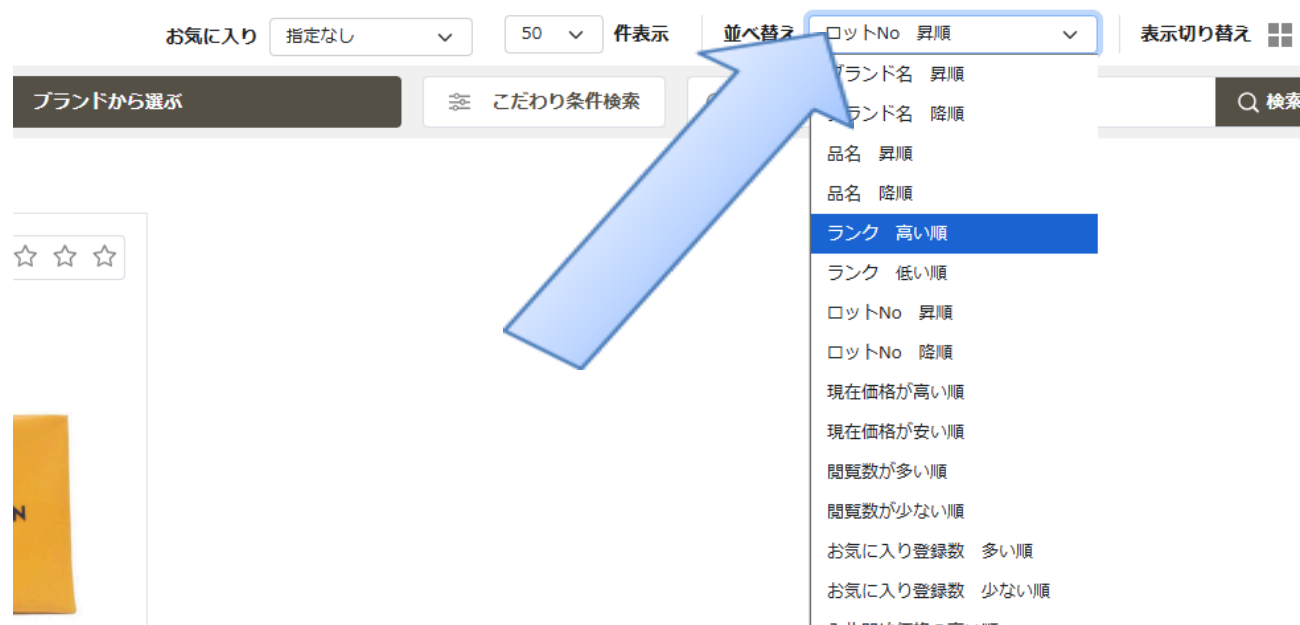 お気に入り 指定なし 50 件表示 並べ替え ロットNo 昇順 表示切り替え
ブランドから選ぶ こだわり条件検索 検索
ブランド名 昇順
ブランド名 降順
品名 昇順
品名 降順
ランク 高い順
ランク 低い順
ロットNo 昇順
ロットNo 降順
現在価格が高い順
現在価格が安い順
閲覧数が多い順
閲覧数が少ない順
お気に入り登録数 多い順
お気に入り登録数 少ない順
N